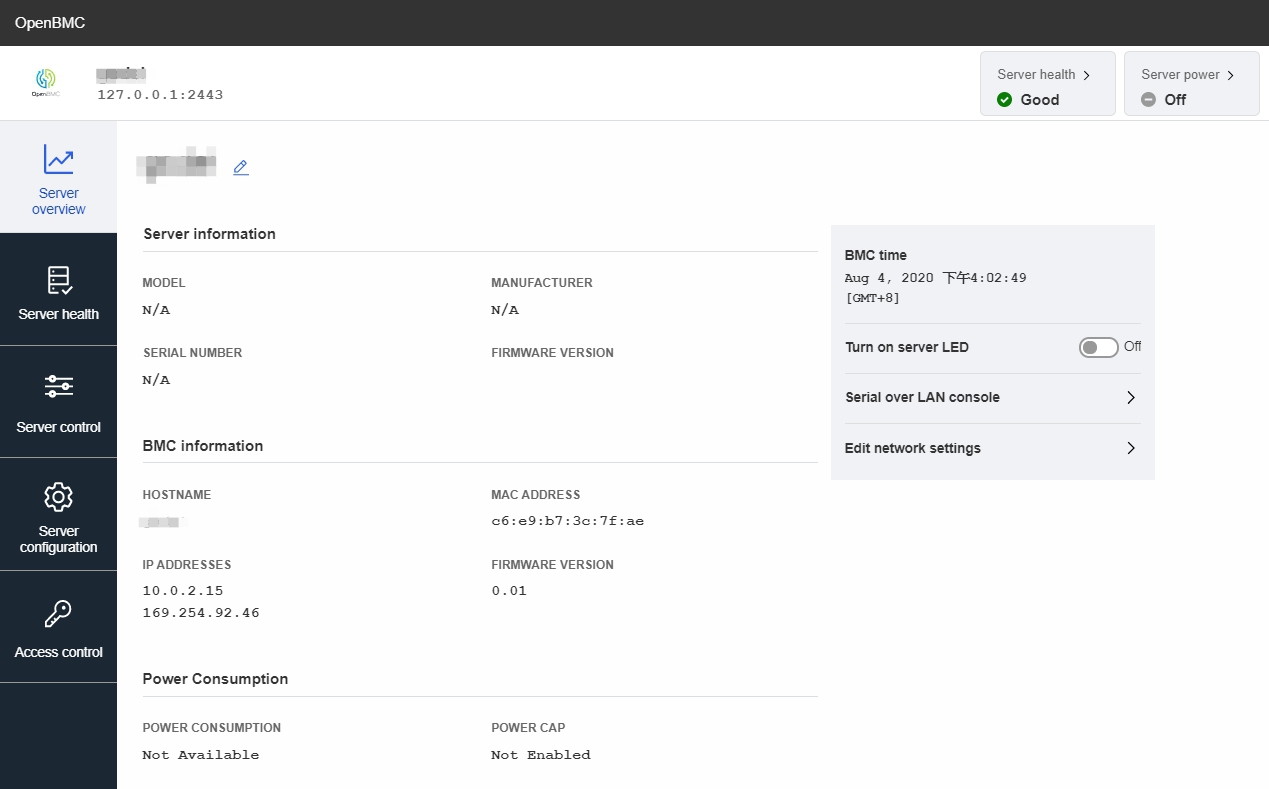 OpenBMC
OpenBMC
127.0.0.1:2443
Server health
Good
Server power
Off
Server
overview
Server health
Server control
Server
configuration
Access control
Server information
MODEL
N/A
MANUFACTURER
N/A
SERIAL NUMBER
N/A
FIRMWARE VERSION
BMC information
HOSTNAME
MAC ADDRESS
c6:e9:b7:3c:7f:ae
IP ADDRESSES
10.0.2.15
169.254.92.46
FIRMWARE VERSION
0.01
Power Consumption
POWER CONSUMPTION
Not Available
POWER CAP
Not Enabled
BMC time
Aug 4, 2020 下午4:02:49
[GMT+8]
Turn on server LED
Off
Serial over LAN console
Edit network settings